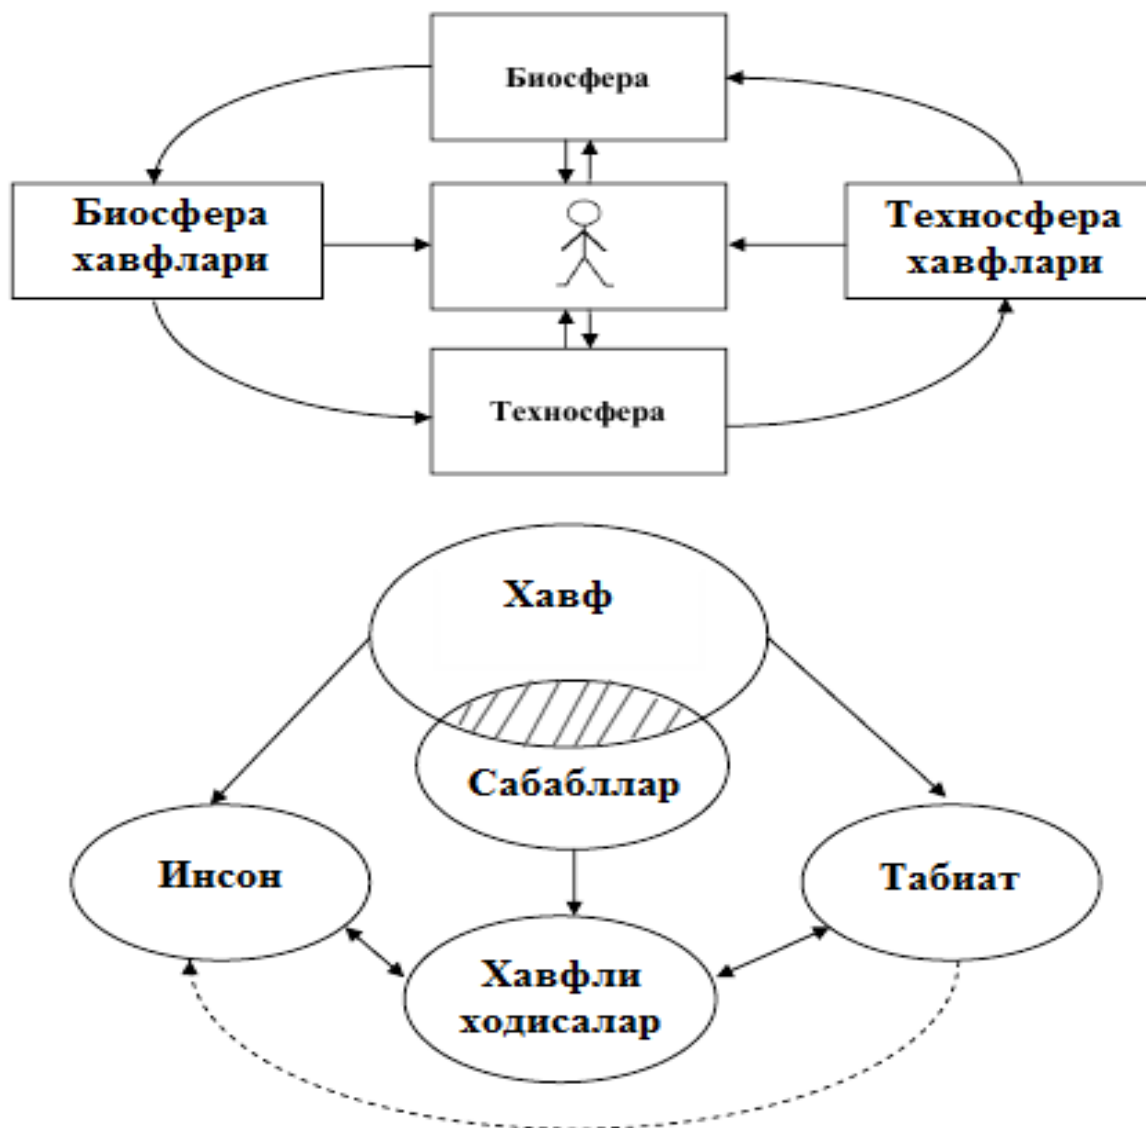 Биосфера
Биосфера
хавфлари
Техносфера
хавфлари
Техносфера
Хавф
Сабабллар
Инсон
Табиат
Хавфли
ходисалар